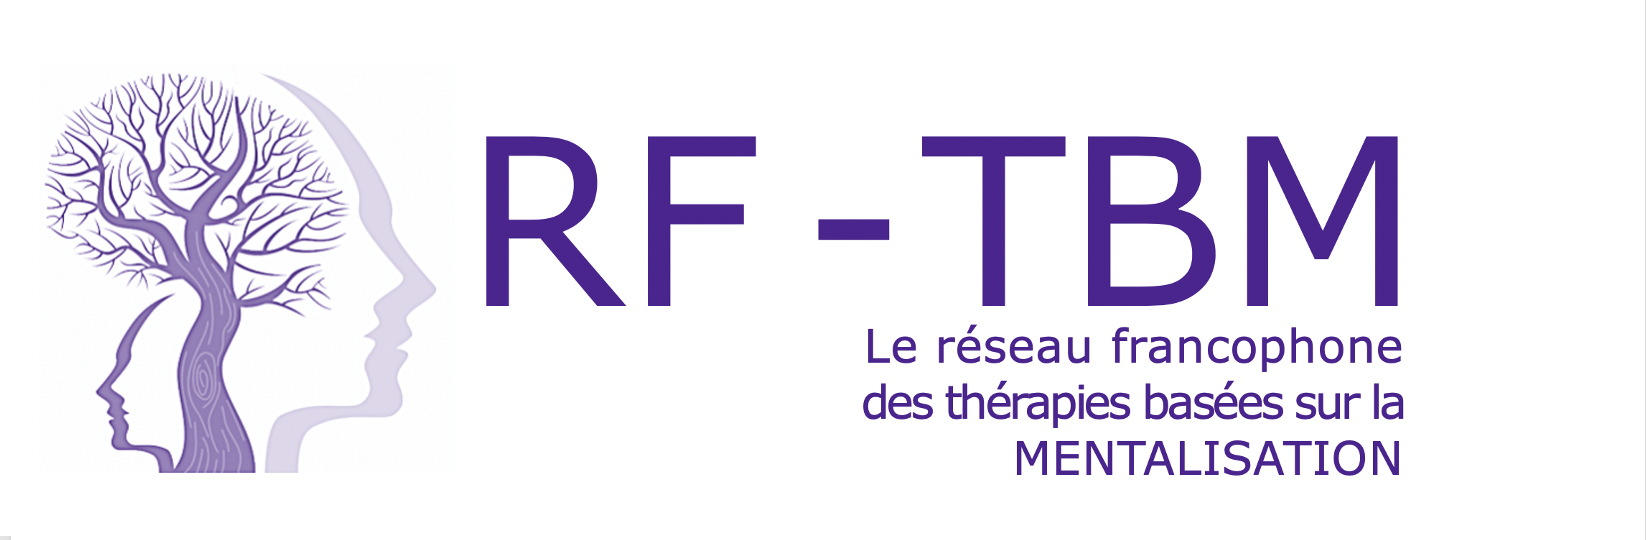 RF - TBM
Le réseau francophone
des thérapies basées sur la
MENTALISATION